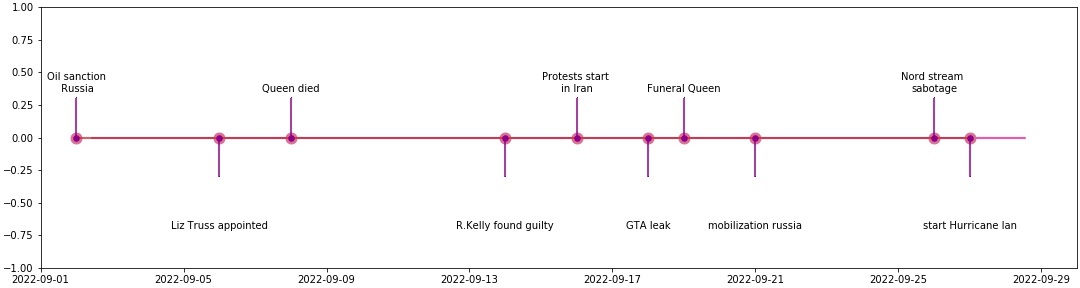 1.00
0.75
0.50
0.25
0.00
−0.25
−0.50
−0.75
−1.00
Oil sanction
Russia
Queen died
Protests start
in Iran
Funeral Queen
Nord stream
sabotage
Liz Truss appointed
R.Kelly found guilty
GTA leak
mobilization russia
start Hurricane Ian
2022-09-01
2022-09-05
2022-09-09
2022-09-13
2022-09-17
2022-09-21
2022-09-25
2022-09-29